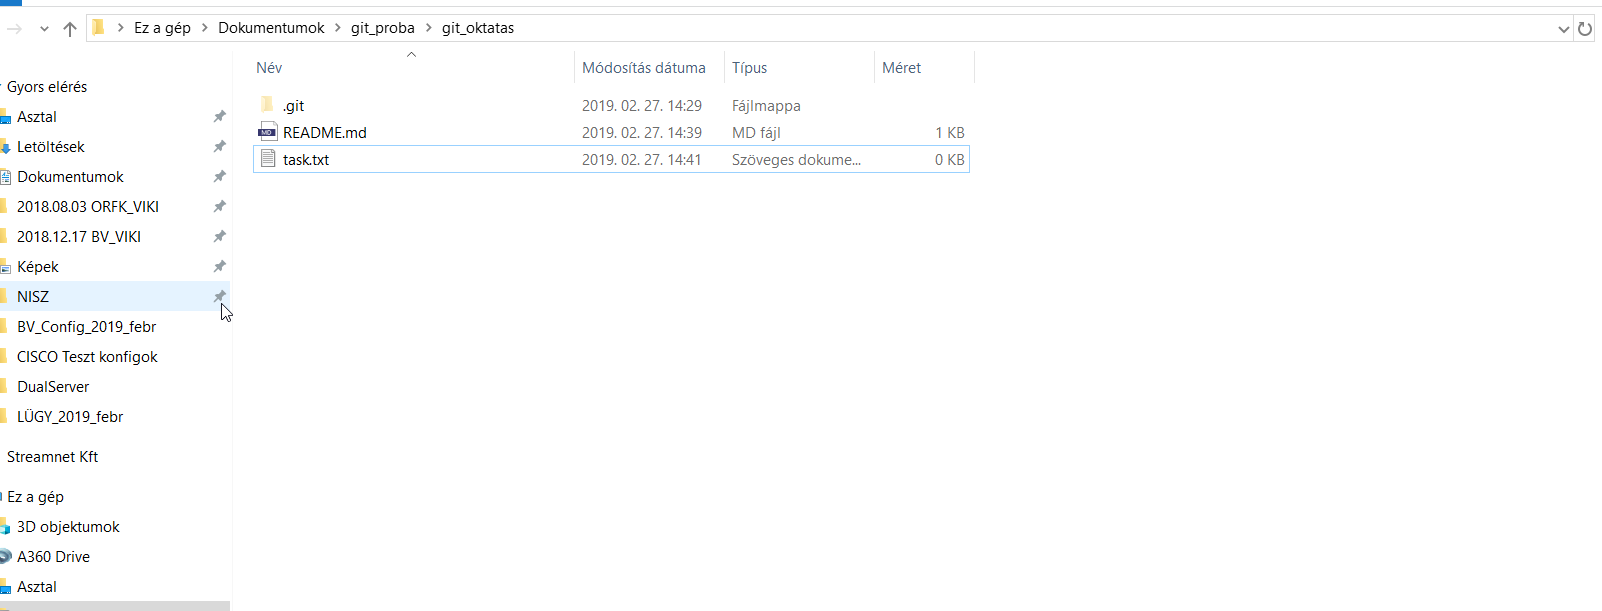 Ez a gép > Dokumentumok > git_proba > git_oktatas
Név Módosítás dátuma Típus Méret
.git 2019. 02. 27. 14:29 Fájlmappa
README.md 2019. 02. 27. 14:39 MD fájl 1 KB
task.txt 2019. 02. 27. 14:41 Szöveges dokume... 0 KB
Gyors elérés
Asztal
Letöltések
Dokumentumok
2018.08.03 ORFK_VIKI
2018.12.17 BV_VIKI
Képek
NISZ
BV_Config_2019_febr
CISCO Teszt konfigok
DualServer
LÜGY_2019_febr
Streamnet Kft
Ez a gép
3D objektumok
A360 Drive
Asztal